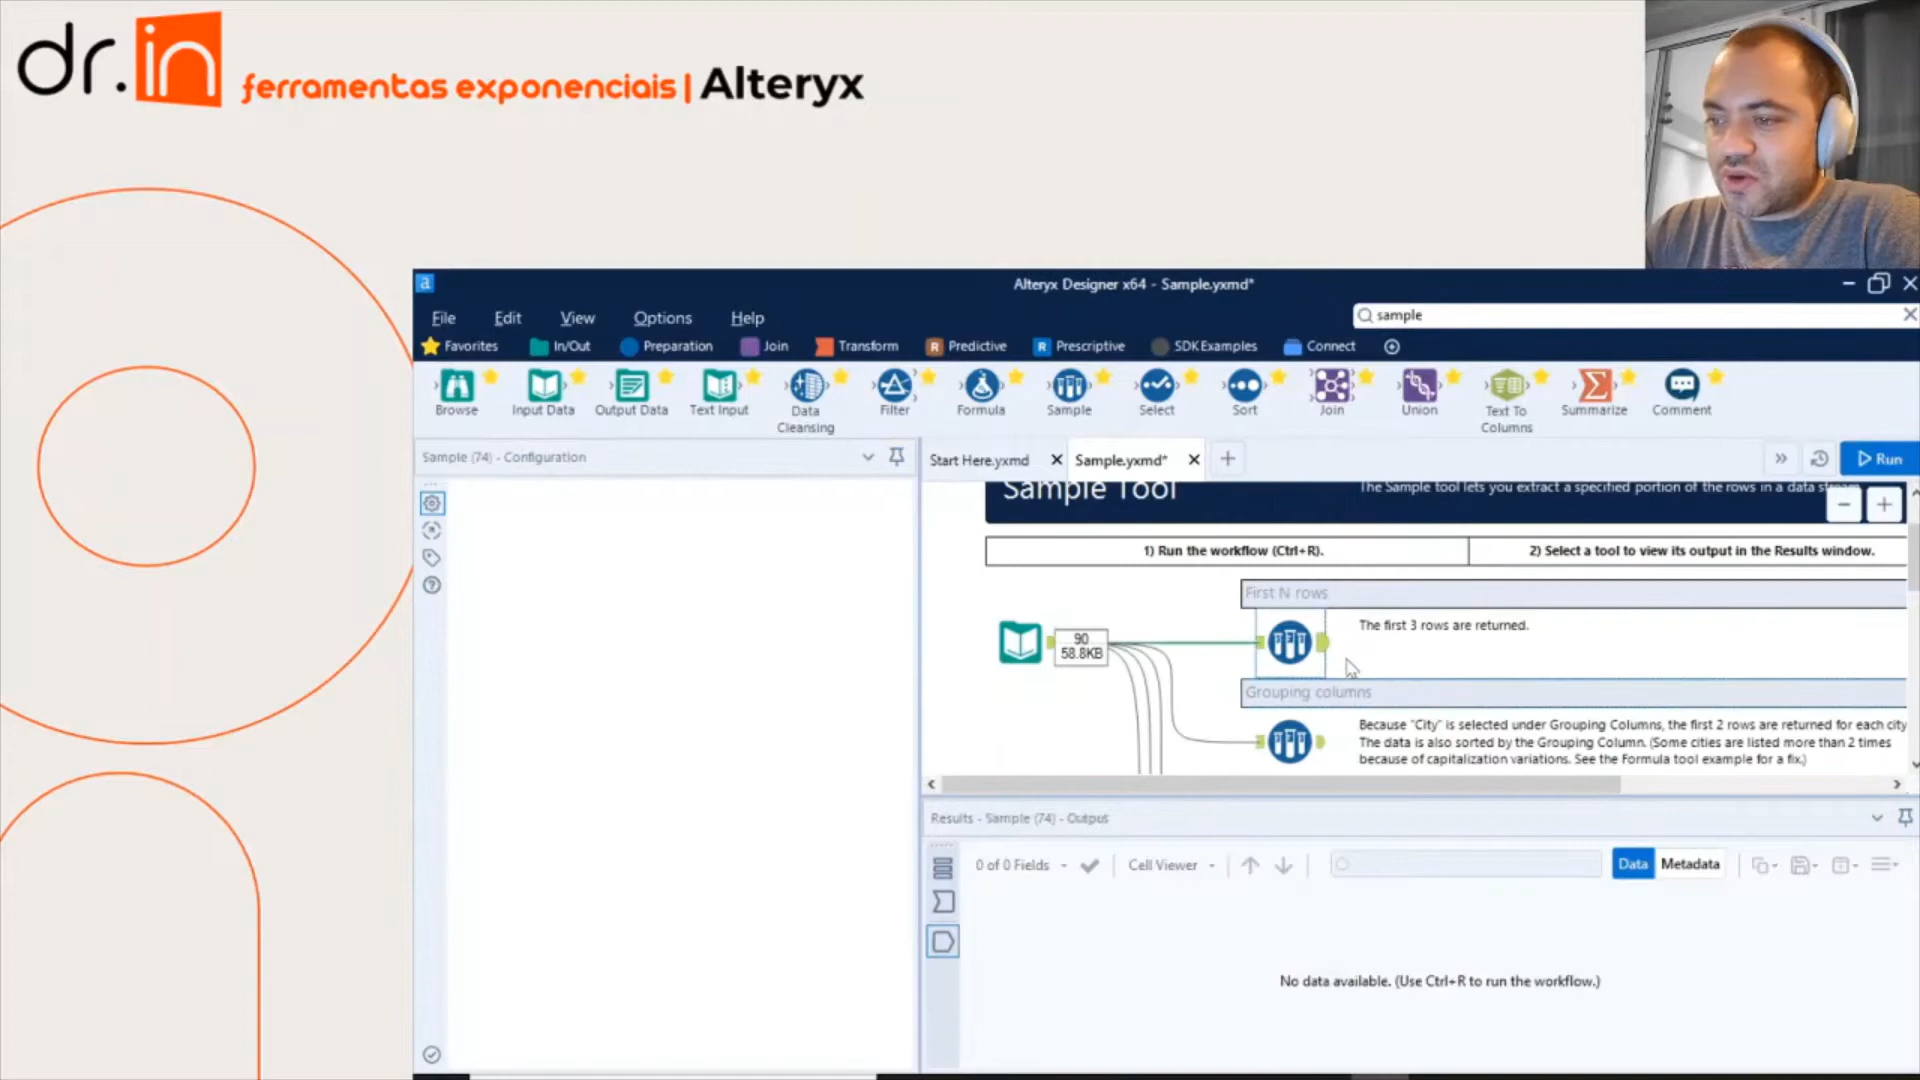 dr.in
ferramentas exponenciais | Alteryx
a
Alteryx Designer x64 - Sample.yxmd*
File Edit View Options Help
sample
Favorites In/Out Preparation Join Transform R Predictive R Prescriptive SDK Examples Connect
Browse Input Data Output Data Text Input Data Cleansing Filter Formula Sample Select Sort Join Union Text To Columns Summarize Comment
Sample (74) - Configuration
Start Here.yxmd Sample.yxmd* Run
Sample Tool
The Sample tool lets you extract a specified portion of the rows in a data stream.
1) Run the workflow (Ctrl+R).
2) Select a tool to view its output in the Results window.
First N rows
90
58.8KB
The first 3 rows are returned.
Grouping columns
Because "City" is selected under Grouping Columns, the first 2 rows are returned for each city
The data is also sorted by the Grouping Column. (Some cities are listed more than 2 times
because of capitalization variations. See the Formula tool example for a fix.)
Results - Sample (74) - Output
0 of 0 Fields Cell Viewer Data Metadata
No data available. (Use Ctrl+R to run the workflow.)